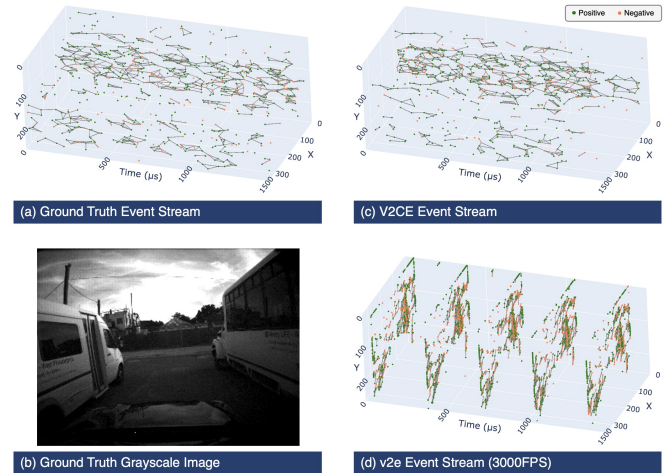 Positive Negative
0
100
Y
200
0
500
Time (μs)
1000
1500
300
200
X
100
0
0
100
Y
200
0
500
Time (μs)
1000
1500
300
200
X
100
0
(a) Ground Truth Event Stream
(c) V2CE Event Stream
0
100
Y
200
0
500
Time (μs)
1000
1500
300
200
X
100
0
(b) Ground Truth Grayscale Image
(d) v2e Event Stream (3000FPS)